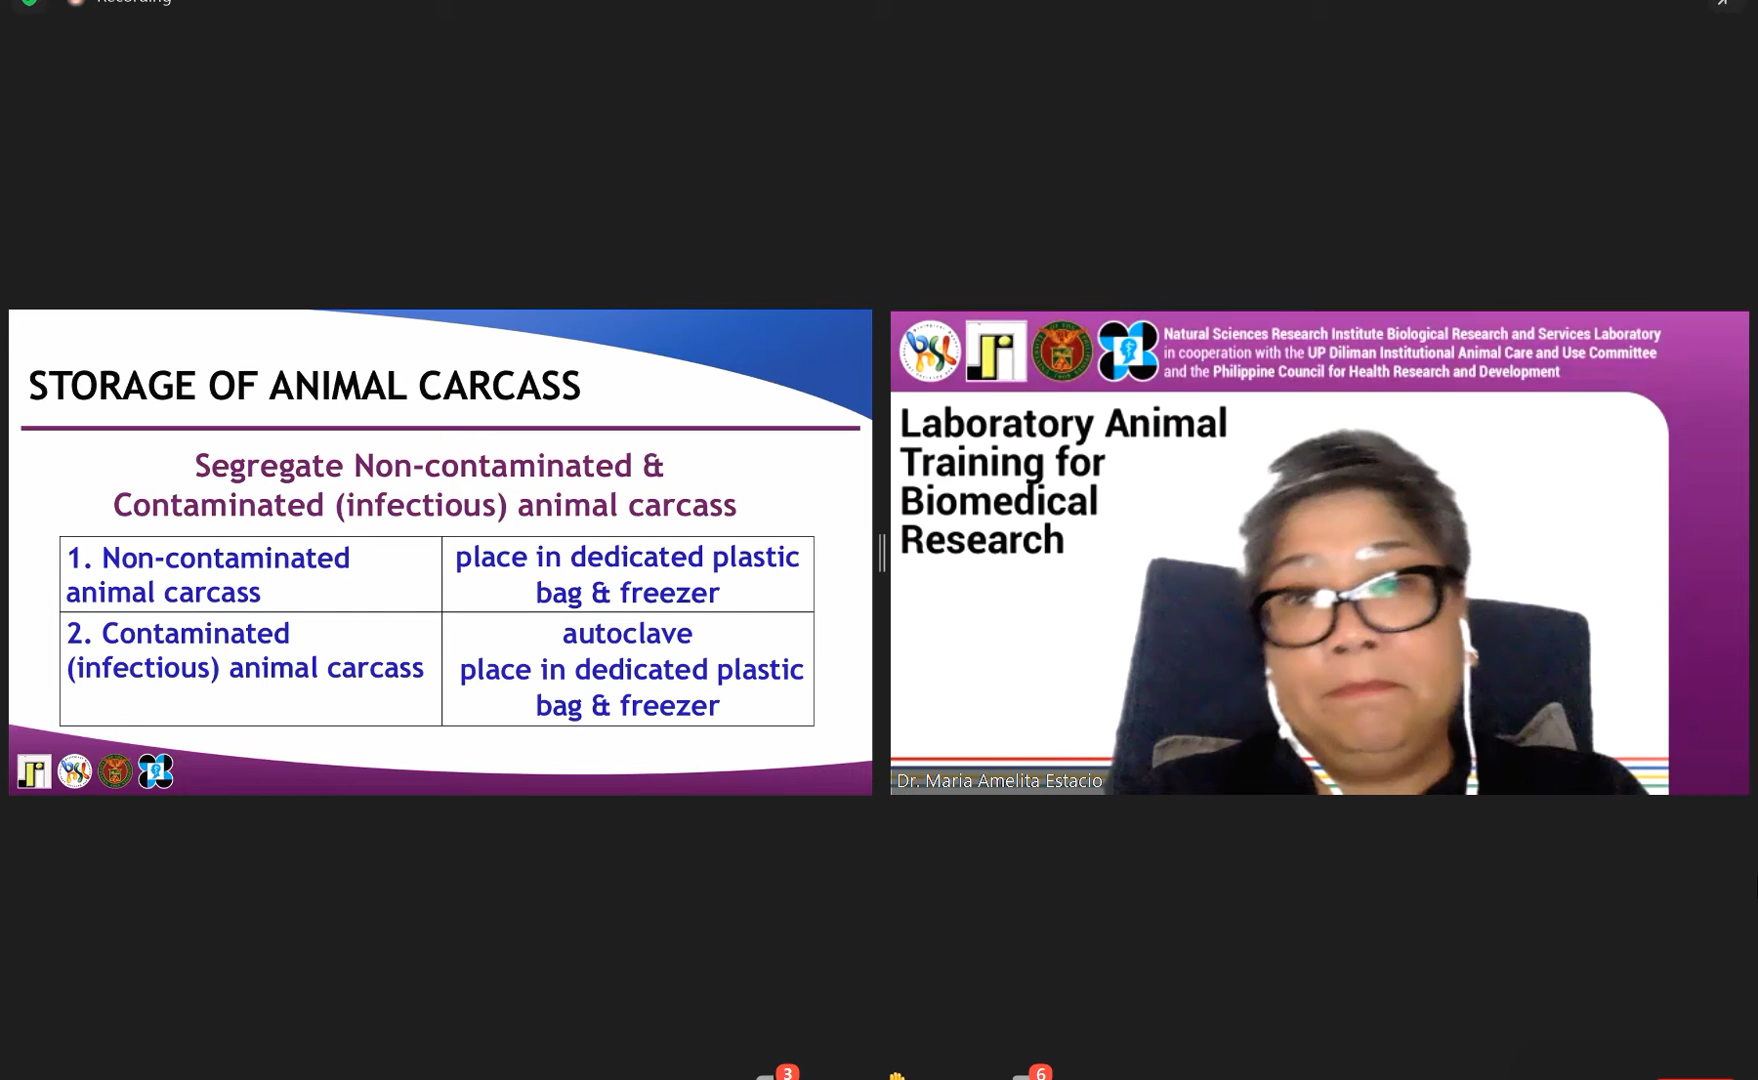 Recording
STORAGE OF ANIMAL CARCASS
Segregate Non-contaminated &
Contaminated (infectious) animal carcass
1. Non-contaminated
animal carcass
place in dedicated plastic
bag & freezer
2. Contaminated
(infectious) animal carcass
autoclave
place in dedicated plastic
bag & freezer
Natural Sciences Research Institute Biological Research and Services Laboratory
in cooperation with the UP Diliman Institutional Animal Care and Use Committee
and the Philippine Council for Health Research and Development
Laboratory Animal
Training for
Biomedical
Research
Dr. Maria Amelita Estacio
3
6